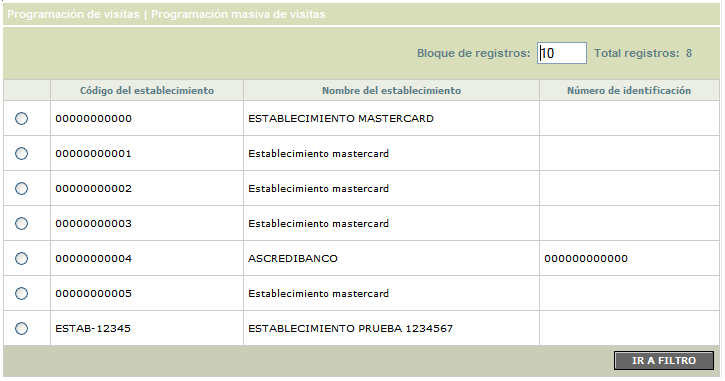 Programación de visitas | Programación masiva de visitas
Bloque de registros: 10 Total registros: 8
Código del establecimiento Nombre del establecimiento Número de identificación
00000000000 ESTABLECIMIENTO MASTERCARD
00000000001 Establecimiento mastercard
00000000002 Establecimiento mastercard
00000000003 Establecimiento mastercard
00000000004 ASCREDIBANCO 000000000000
00000000005 Establecimiento mastercard
ESTAB-12345 ESTABLECIMIENTO PRUEBA 1234567
IR A FILTRO